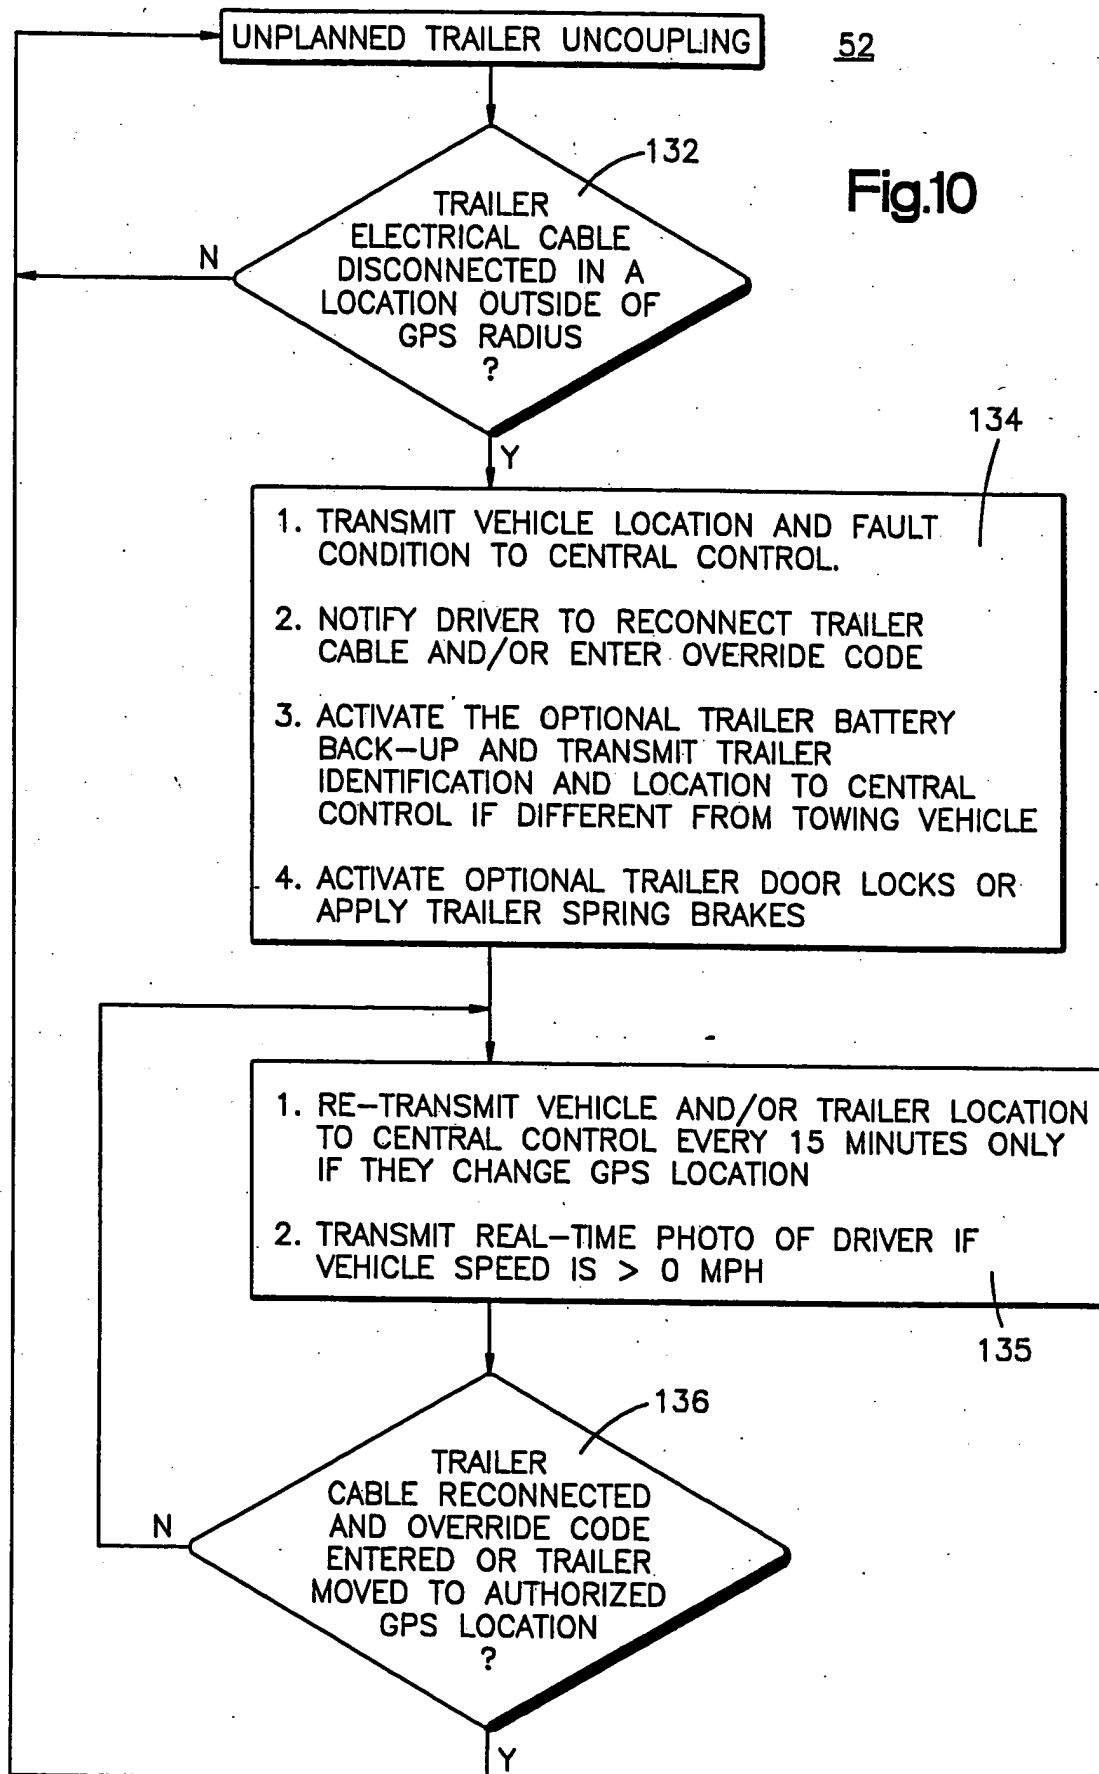 UNPLANNED TRAILER UNCOUPLING
52
132
Fig.10
TRAILER
ELECTRICAL CABLE
DISCONNECTED IN A
LOCATION OUTSIDE OF
GPS RADIUS
?
N
Y
134
1. TRANSMIT VEHICLE LOCATION AND FAULT
CONDITION TO CENTRAL CONTROL.
2. NOTIFY DRIVER TO RECONNECT TRAILER
CABLE AND/OR ENTER OVERRIDE CODE
3. ACTIVATE THE OPTIONAL TRAILER BATTERY
BACK-UP AND TRANSMIT TRAILER
IDENTIFICATION AND LOCATION TO CENTRAL
CONTROL IF DIFFERENT FROM TOWING VEHICLE
4. ACTIVATE OPTIONAL TRAILER DOOR LOCKS OR
APPLY TRAILER SPRING BRAKES
1. RE-TRANSMIT VEHICLE AND/OR TRAILER LOCATION
TO CENTRAL CONTROL EVERY 15 MINUTES ONLY
IF THEY CHANGE GPS LOCATION
2. TRANSMIT REAL-TIME PHOTO OF DRIVER IF
VEHICLE SPEED IS > 0 MPH
135
136
TRAILER
CABLE RECONNECTED
AND OVERRIDE CODE
ENTERED OR TRAILER
MOVED TO AUTHORIZED
GPS LOCATION
?
N
Y